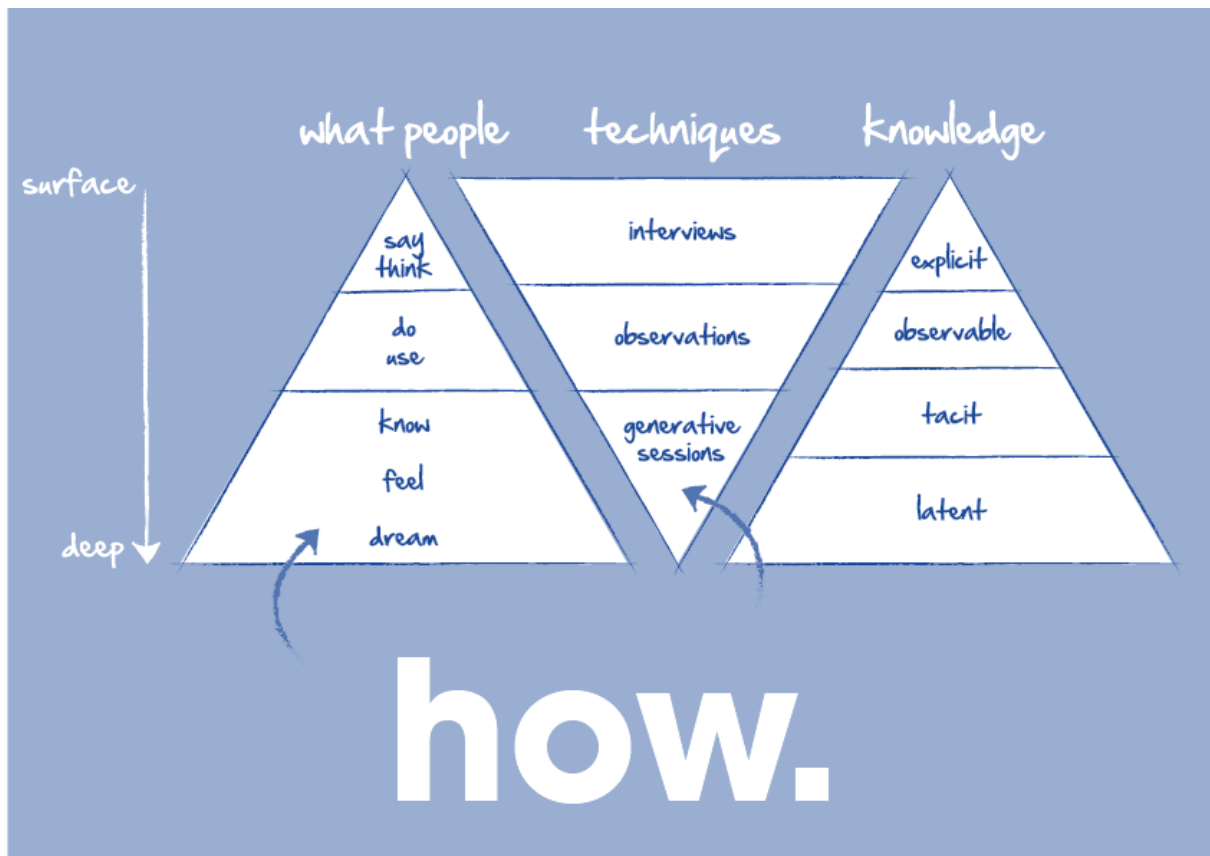 what people
techniques
knowledge
surface
deep
say
think
do
use
know
feel
dream
interviews
observations
generative
sessions
explicit
observable
tacit
latent
how.